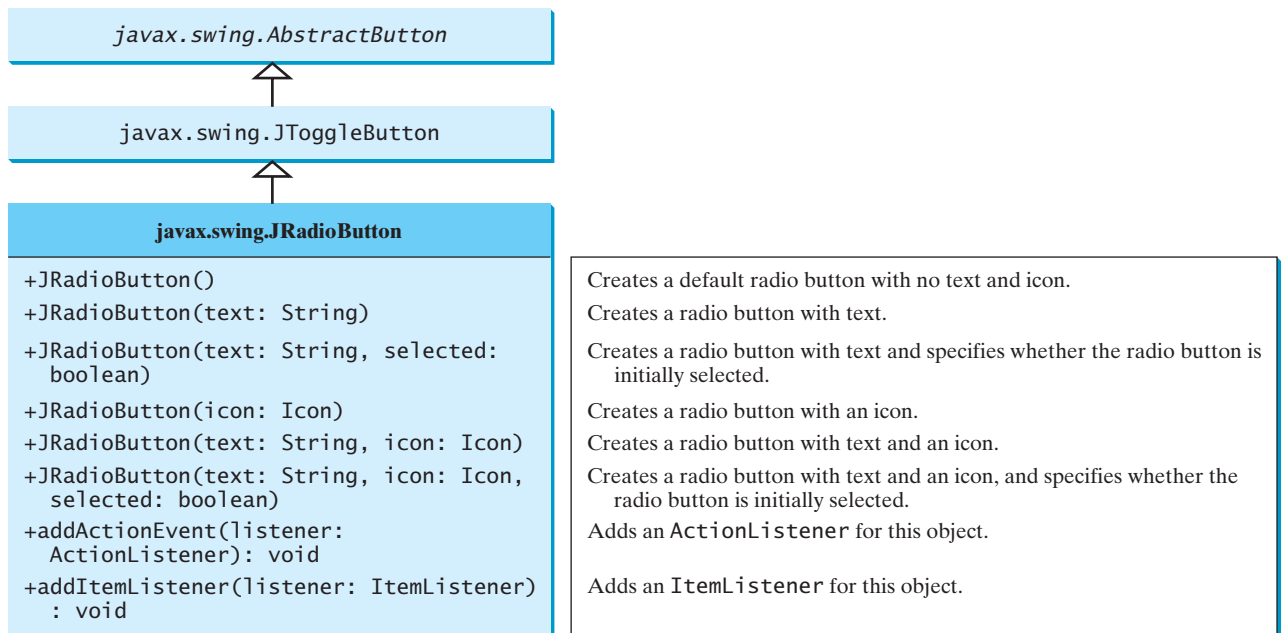 javax.swing.AbstractButton
javax.swing.JToggleButton
javax.swing.JRadioButton
+JRadioButton()
Creates a default radio button with no text and icon.
+JRadioButton(text: String)
Creates a radio button with text.
+JRadioButton(text: String, selected:
boolean)
Creates a radio button with text and specifies whether the radio button is
initially selected.
+JRadioButton(icon: Icon)
Creates a radio button with an icon.
+JRadioButton(text: String, icon: Icon)
Creates a radio button with text and an icon.
+JRadioButton(text: String, icon: Icon,
selected: boolean)
Creates a radio button with text and an icon, and specifies whether the
radio button is initially selected.
+addActionEvent(listener:
ActionListener): void
Adds an ActionListener for this object.
+addItemListener(listener: ItemListener)
: void
Adds an ItemListener for this object.